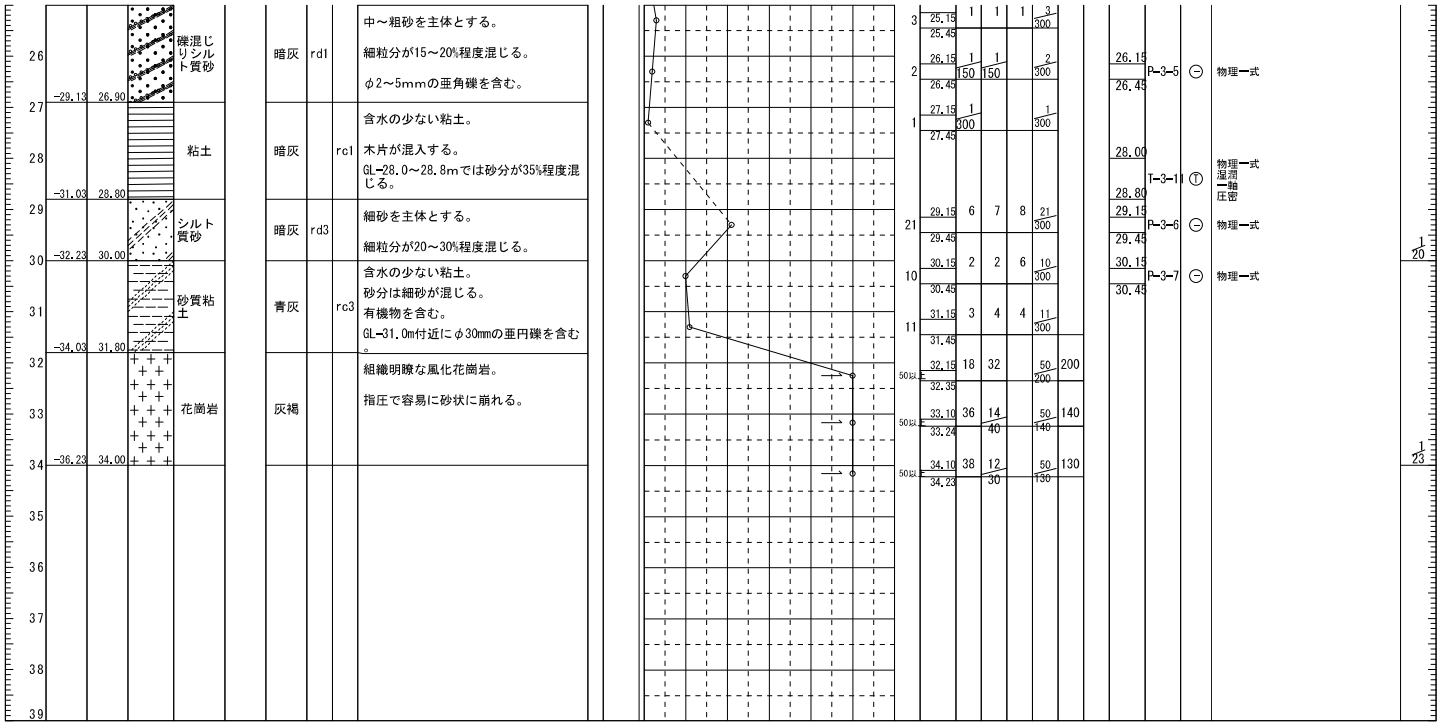 中～粗砂を主体とする。
細粒分が15～20%程度混じる。
φ2～5mmの亜角礫を含む。
礫混じ
りシル
ト質砂
暗灰 rd1
26
-29.13 26.90
27
含水の少ない粘土。
木片が混入する。
GL-28.0～28.8mでは砂分が35%程度混
じる。
粘土
暗灰 rc1
28
-31.03 28.80
29
細砂を主体とする。
細粒分が20～30%程度混じる。
シルト
質砂
暗灰 rd3
-32.23 30.00
30
含水の少ない粘土。
砂分は細砂が混じる。
有機物を含む。
GL-31.0m付近にφ30mmの亜円礫を含む
。
砂質粘
土
青灰 rc3
31
-34.03 31.80
32
組織明瞭な風化花崗岩。
指圧で容易に砂状に崩れる。
花崗岩
灰褐
33
-36.23 34.00
34
35
36
37
38
39
3 25.15 1 1 1 3/300
25.45
2 26.15 1/150 1/150 2/300
26.45
1 27.15 1/300 1/300
27.45
21 29.15 6 7 8 21/300
29.45
10 30.15 2 2 6 10/300
30.45
11 31.15 3 4 4 11/300
31.45
50以上 32.15 18 32 50/200 200
32.35
50以上 33.10 36 14/40 50/140 140
33.24
50以上 34.10 38 12/30 50/130 130
34.23
26.15
P-3-5 物理一式
26.45
28.00
T-3-11 T 物理一式
湿潤
一軸
圧密
28.80
29.15
P-3-6 物理一式
29.45
30.15
P-3-7 物理一式
30.45
1/20
1/23